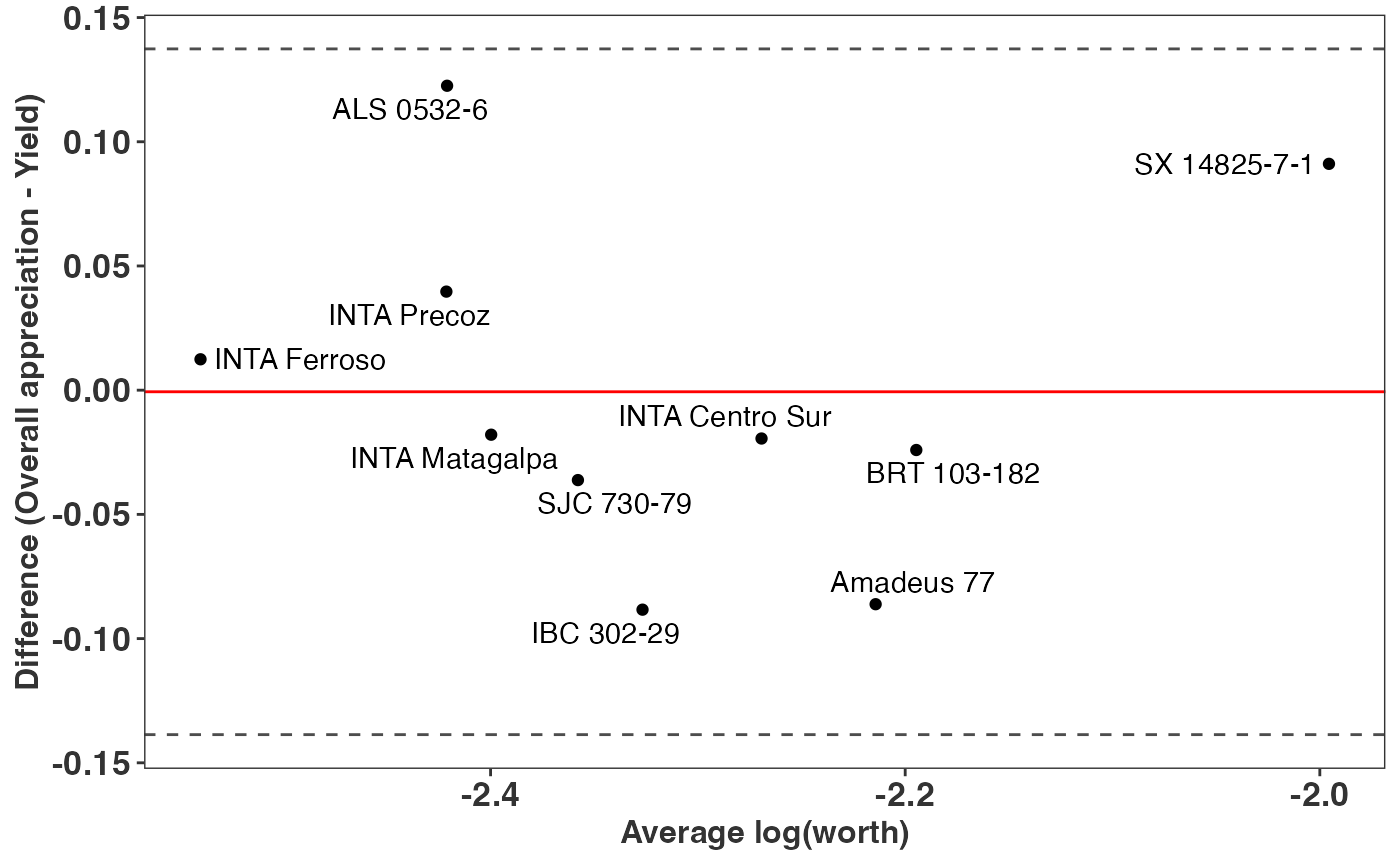 0.15
ALS 0532-6
0.10
SX 14825-7-1
0.05
INTA Precoz
INTA Ferroso
0.00
INTA Centro Sur
INTA Matagalpa
BRT 103-182
SJC 730-79
-0.05
Amadeus 77
IBC 302-29
-0.10
-0.15
Difference (Overall appreciation - Yield)
-2.4
-2.2
-2.0
Average log(worth)